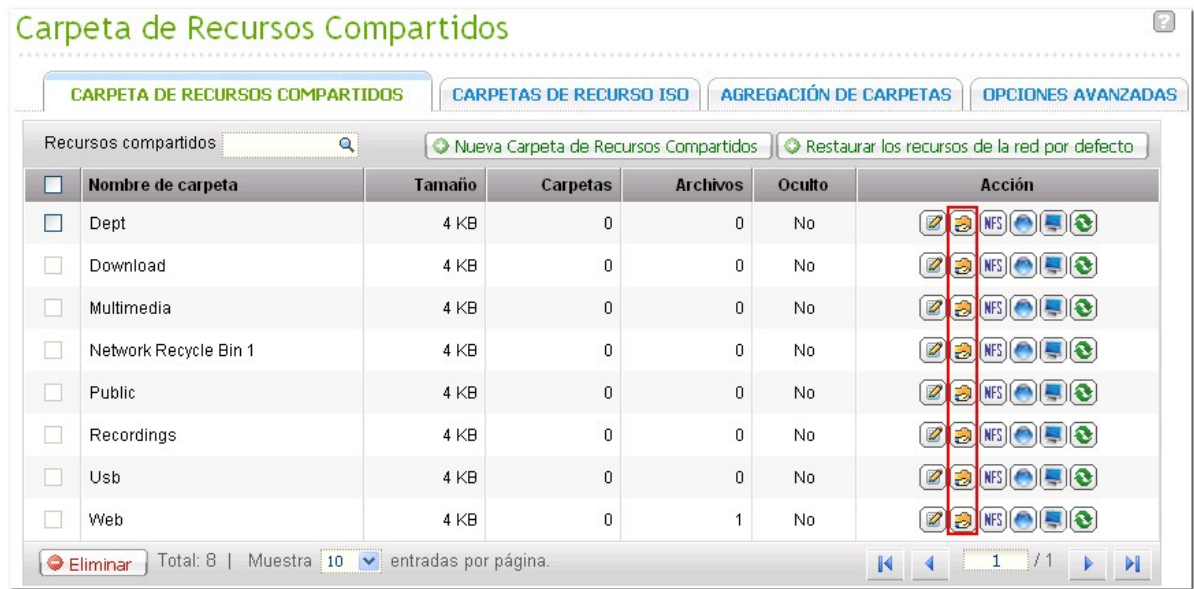 Carpeta de Recursos Compartidos
?
CARPETA DE RECURSOS COMPARTIDOS CARPETAS DE RECURSO ISO AGREGACIÓN DE CARPETAS OPCIONES AVANZADAS
Recursos compartidos Nueva Carpeta de Recursos Compartidos Restaurar los recursos de la red por defecto
Nombre de carpeta Tamaño Carpetas Archivos Oculto Acción
Dept 4 KB 0 0 No NFS
Download 4 KB 0 0 No NFS
Multimedia 4 KB 0 0 No NFS
Network Recycle Bin 1 4 KB 0 0 No NFS
Public 4 KB 0 0 No NFS
Recordings 4 KB 0 0 No NFS
Usb 4 KB 0 0 No NFS
Web 4 KB 0 1 No NFS
Eliminar Total: 8 | Muestra 10 entradas por página. 1 / 1